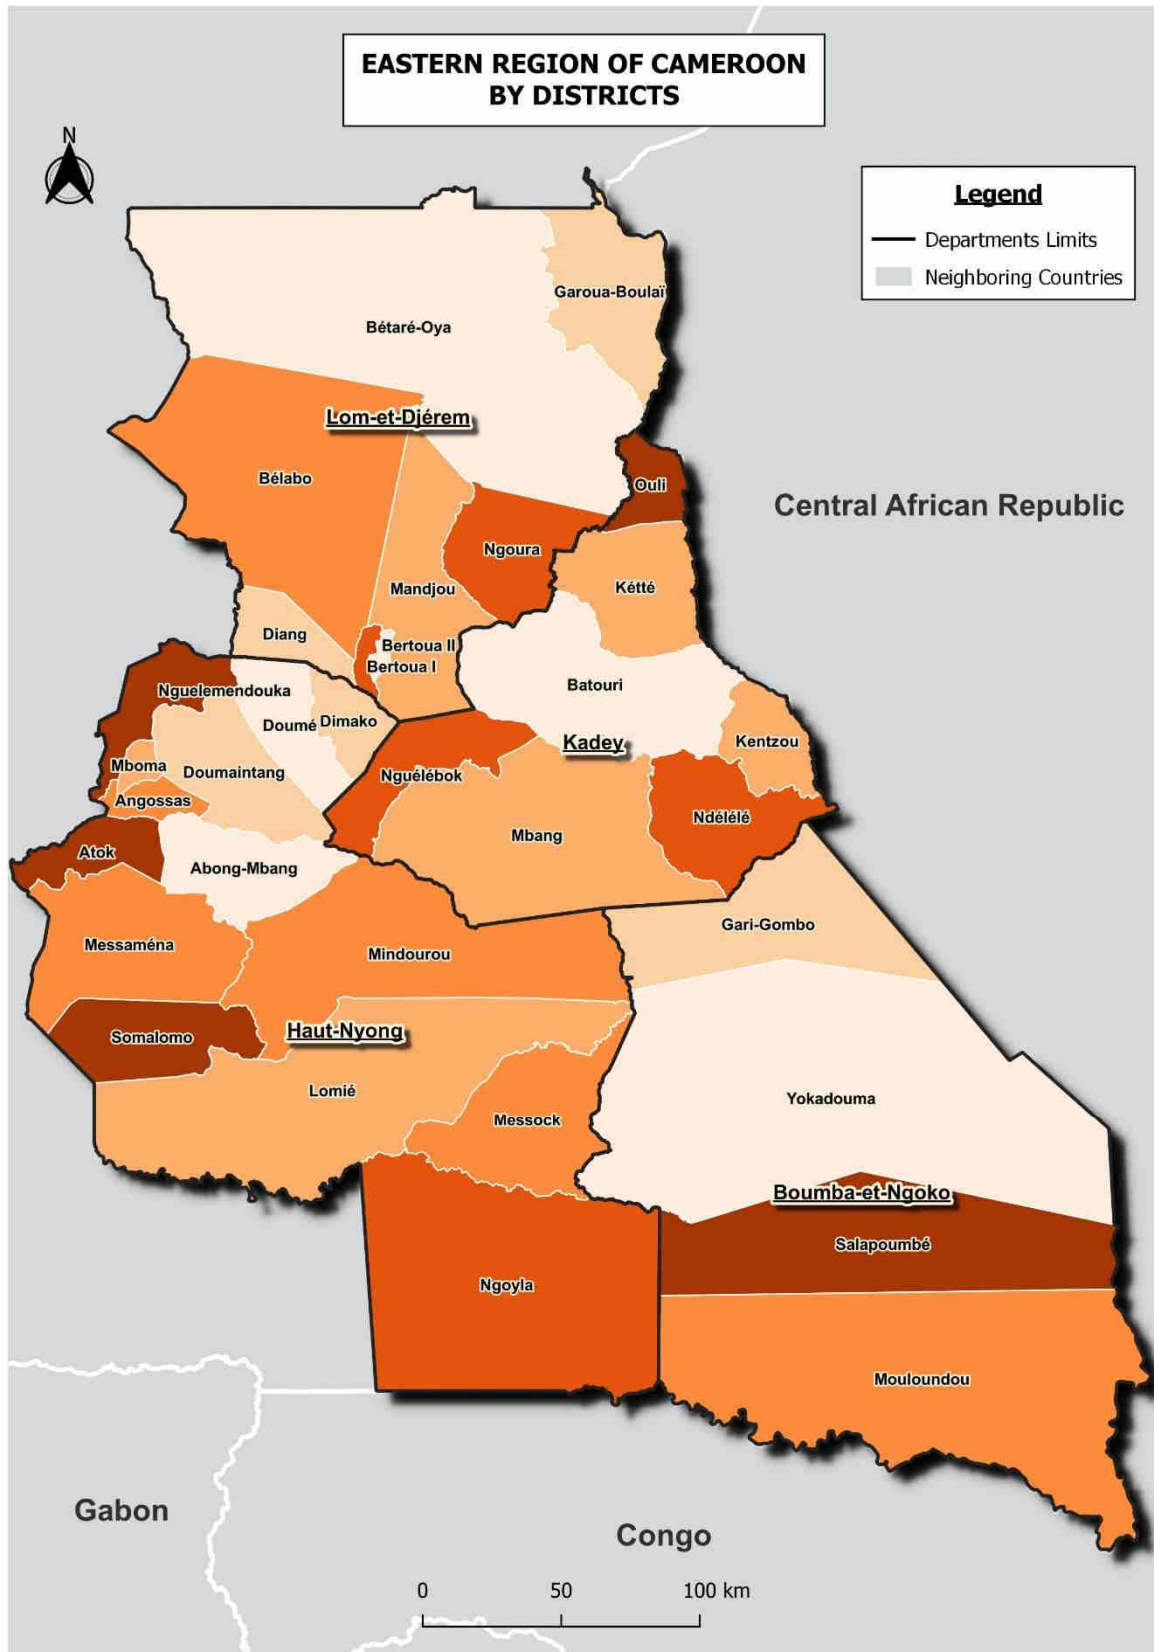 EASTERN REGION OF CAMEROON
BY DISTRICTS
N
Legend
Departments Limits
Neighboring Countries
Garoua-Boulaï
Bétaré-Oya
Lom-et-Djérem
Bélabo
Ouli
Central African Republic
Ngoura
Mandjou
Kétté
Diang
Bertoua II
Bertoua I
Batouri
Nguelemendouka
Doumé
Dimako
Kadey
Kentzou
Mboma
Doumaintang
Nguélébok
Angossas
Ndélélé
Mbang
Atok
Abong-Mbang
Gari-Gombo
Messaména
Mindourou
Somalomo
Haut-Nyong
Lomié
Yokadouma
Messock
Boumba-et-Ngoko
Salapoumbé
Ngoyla
Mouloundou
Gabon
Congo
0 50 100 km